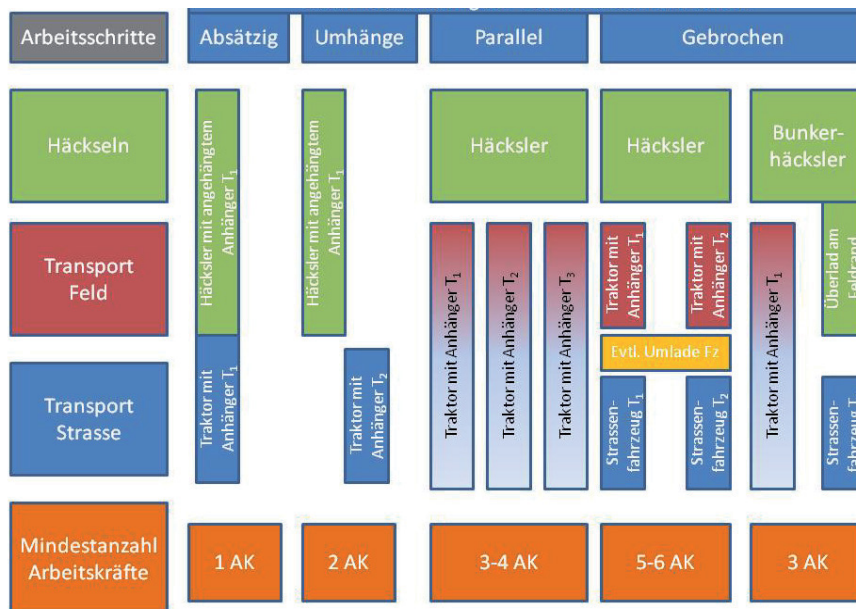 Arbeitsschritte
Absätzig
Umhänge
Parallel
Gebrochen
Häckseln
Häcksler mit angehängtem
Anhänger T1
Häcksler mit angehängtem
Anhänger T1
Häcksler
Häcksler
Bunker-
häcksler
Transport
Feld
Traktor mit Anhänger T1
Traktor mit Anhänger T2
Traktor mit Anhänger T3
Traktor mit
Anhänger T1
Traktor mit
Anhänger T2
Traktor mit Anhänger T1
Überlad am
Feldrand
Evtl. Umlade Fz
Transport
Strasse
Traktor mit
Anhänger T1
Traktor mit
Anhänger T2
Strassen-
fahrzeug T1
Strassen-
fahrzeug T2
Strassen-
fahrzeug T
Mindestanzahl
Arbeitskräfte
1 AK
2 AK
3-4 AK
5-6 AK
3 AK